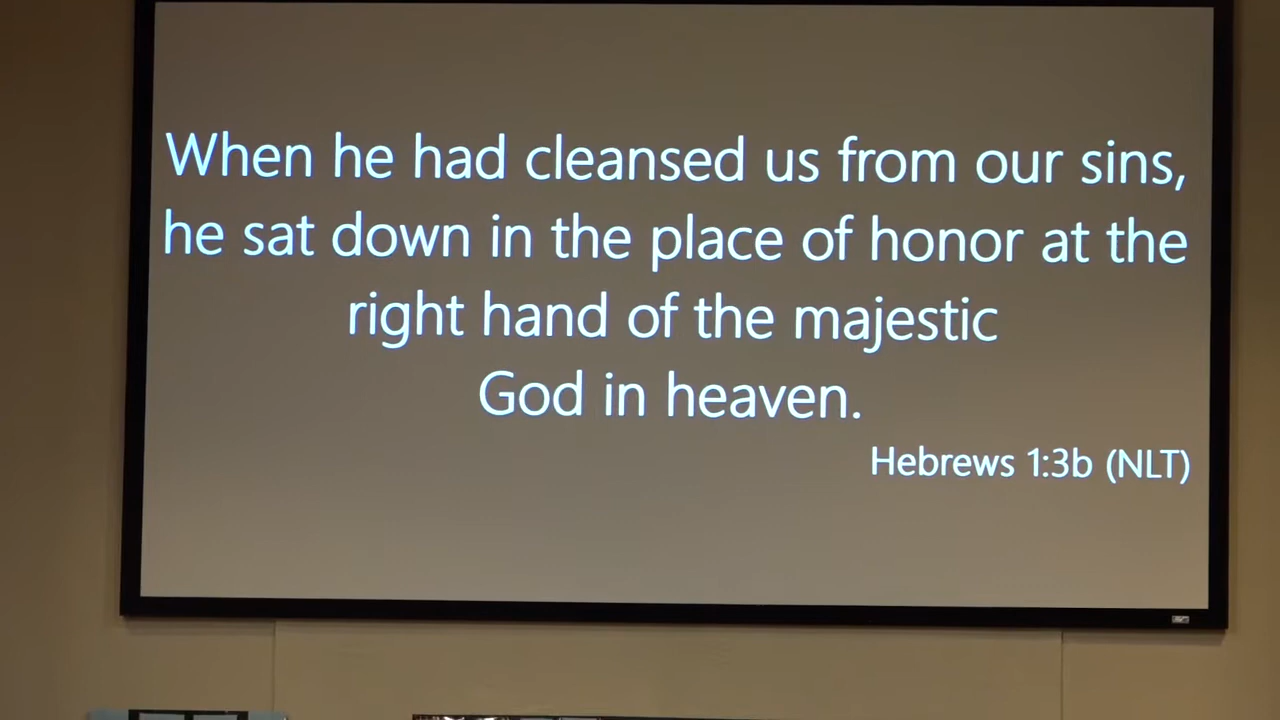 When he had cleansed us from our sins,
he sat down in the place of honor at the
right hand of the majestic
God in heaven.
Hebrews 1:3b (NLT)